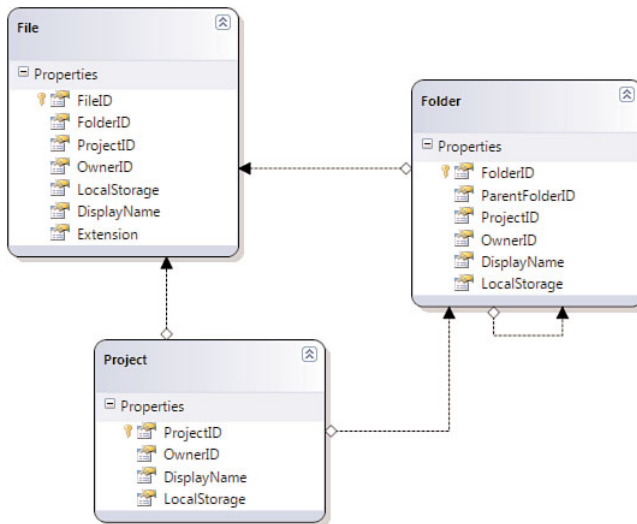 File
Properties
FileID
FolderID
ProjectID
OwnerID
LocalStorage
DisplayName
Extension
Folder
Properties
FolderID
ParentFolderID
ProjectID
OwnerID
DisplayName
LocalStorage
Project
Properties
ProjectID
OwnerID
DisplayName
LocalStorage